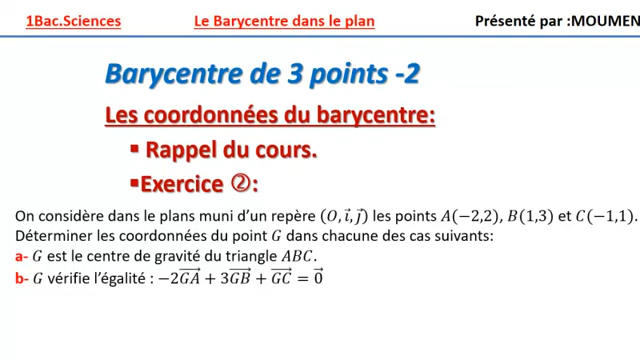 1Bac.Sciences Le Barycentre dans le plan Présenté par :MOUMEN
Barycentre de 3 points -2
Les coordonnées du barycentre:
▪ Rappel du cours.
▪Exercice ②:
On considère dans le plans muni d'un repère (O, i⃗, j⃗) les points A(−2,2), B(1,3) et C(−1,1).
Déterminer les coordonnées du point G dans chacune des cas suivants:
a- G est le centre de gravité du triangle ABC.
b- G vérifie l'égalité : −2G͞A⃗ + 3G͞B⃗ + G͞C⃗ = 0⃗